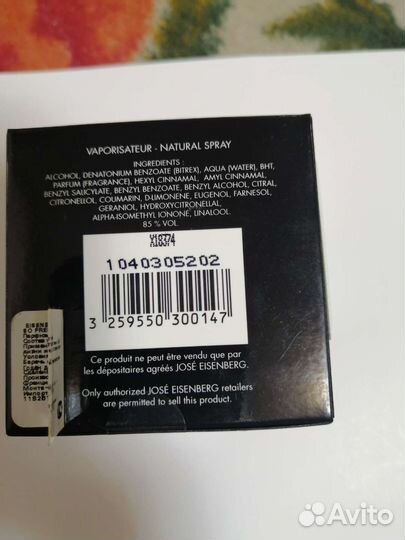 VAPORISATEUR - NATURAL SPRAY
INGREDIENTS :
ALCOHOL, DENATONIUM BENZOATE (BITREX), AQUA (WATER), BHT,
PARFUM (FRAGRANCE), HEXYL CINNAMAL, AMYL CINNAMAL,
BENZYL SALICYLATE, BENZYL BENZOATE, BENZYL ALCOHOL, CITRAL,
CITRONELLOL, COUMARIN, D-LIMONENE, EUGENOL, FARNESOL,
GERANIOL, HYDROXYCITRONELLAL,
ALPHA-ISOMETHYL IONONE, LINALOOL.
85 % VOL.
1040305202
3 259550 300147
Ce produit ne peut être vendu que par
les dépositaires agréés JOSÉ EISENBERG.
Only authorized JOSÉ EISENBERG retailers
are permitted to sell this product.
EISENB
SO FRE
Avito